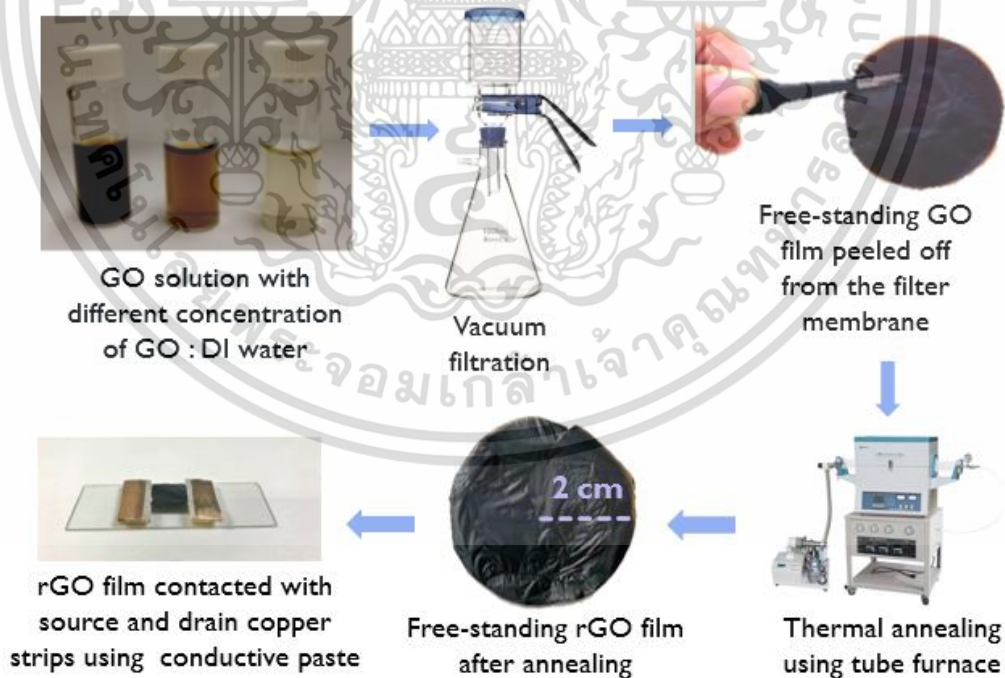 GO solution with
different concentration
of GO : DI water
Vacuum
filtration
Free-standing GO
film peeled off
from the filter
membrane
2 cm
rGO film contacted with
source and drain copper
strips using conductive paste
Free-standing rGO film
after annealing
Thermal annealing
using tube furnace